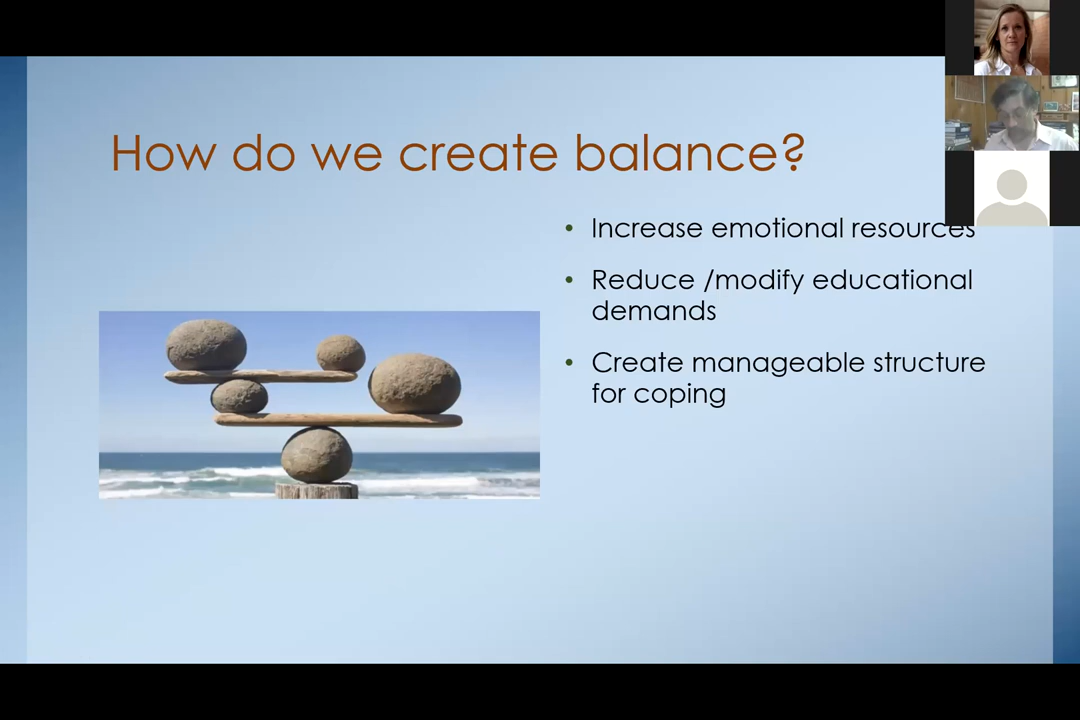 How do we create balance?
• Increase emotional resources
• Reduce /modify educational
demands
• Create manageable structure
for coping